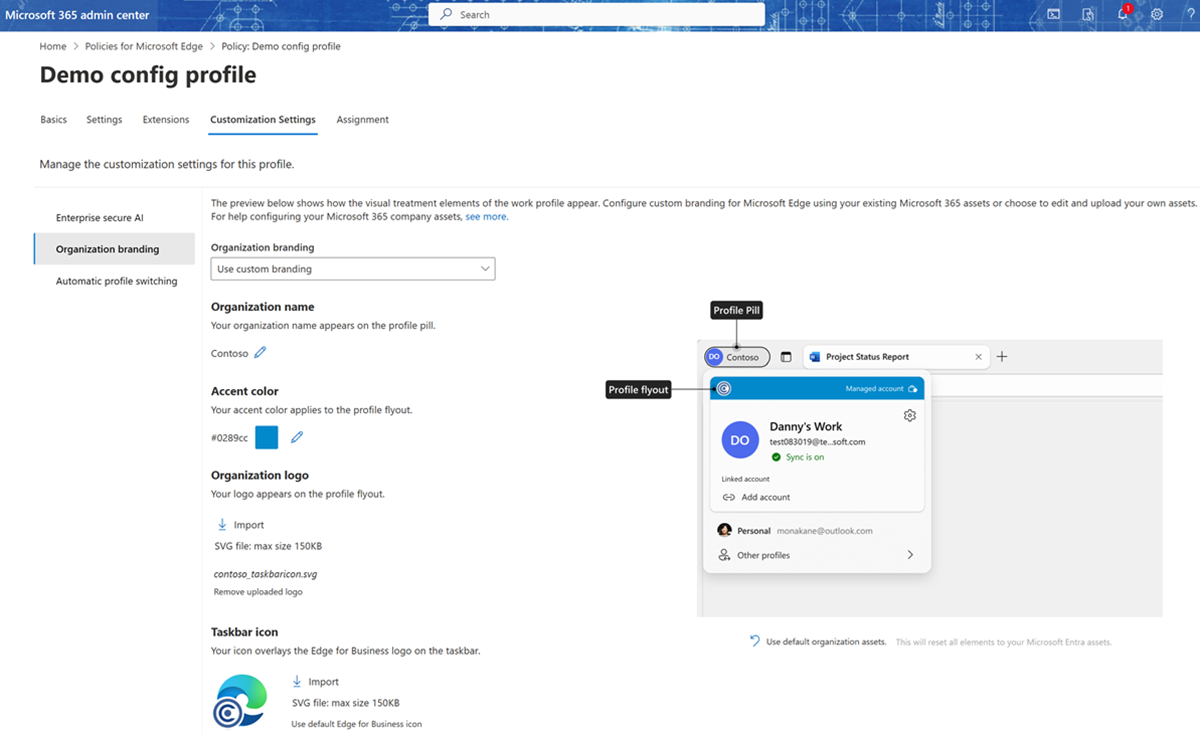 Microsoft 365 admin center
Search
1
?
Home > Policies for Microsoft Edge > Policy: Demo config profile
Demo config profile
Basics Settings Extensions Customization Settings Assignment
Manage the customization settings for this profile.
Enterprise secure AI
Organization branding
Automatic profile switching
The preview below shows how the visual treatment elements of the work profile appear. Configure custom branding for Microsoft Edge using your existing Microsoft 365 assets or choose to edit and upload your own assets.
For help configuring your Microsoft 365 company assets, see more.
Organization branding
Use custom branding
Organization name
Your organization name appears on the profile pill.
Contoso
Accent color
Your accent color applies to the profile flyout.
#0289cc
Organization logo
Your logo appears on the profile flyout.
Import
SVG file: max size 150KB
contoso_taskbaricon.svg
Remove uploaded logo
Taskbar icon
Your icon overlays the Edge for Business logo on the taskbar.
Import
SVG file: max size 150KB
Use default Edge for Business icon
Profile Pill
DO Contoso
Project Status Report
Profile flyout
Managed account
DO
Danny's Work
test083019@te...soft.com
Sync is on
Linked account
Add account
Personal monakane@outlook.com
Other profiles
Use default organization assets. This will reset all elements to your Microsoft Entra assets.